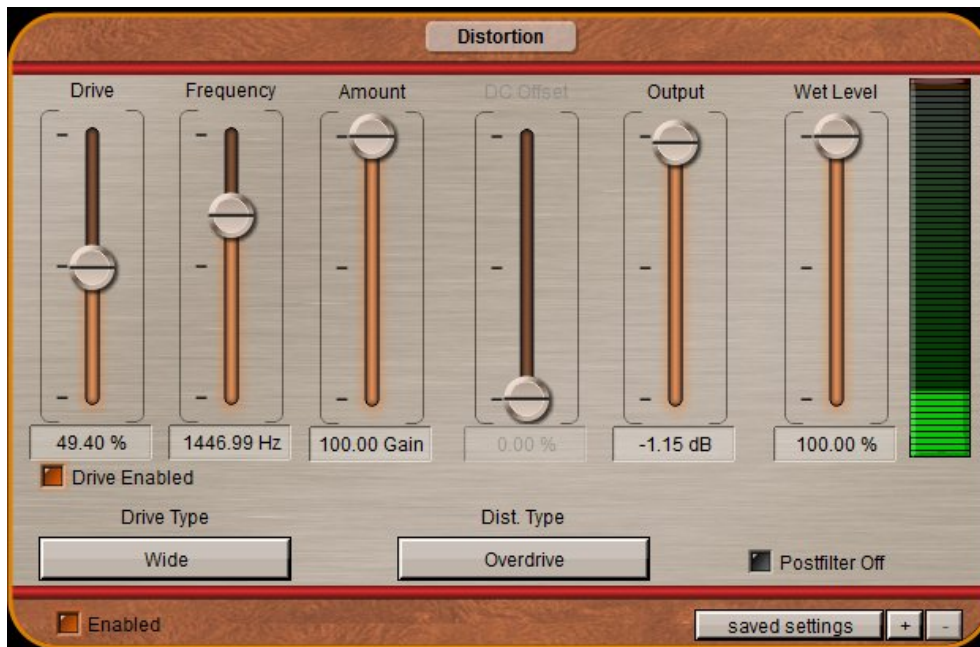 Distortion
Drive Frequency Amount DC Offset Output Wet Level
49.40 % 1446.99 Hz 100.00 Gain 0.00 % -1.15 dB 100.00 %
Drive Enabled
Drive Type Dist. Type
Wide Overdrive Postfilter Off
Enabled saved settings + -